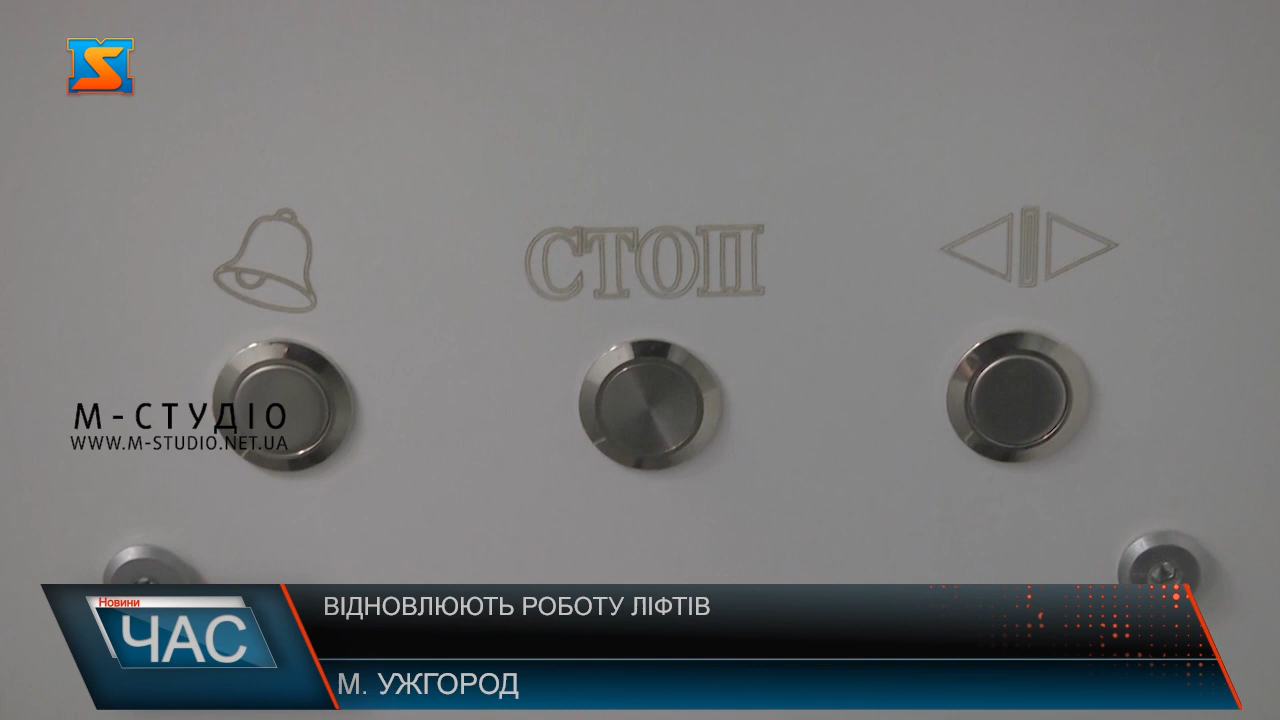 СТОП
М-СТУДІО
WWW.M-STUDIO.NET.UA
Новини
ЧАС
ВІДНОВЛЮЮТЬ РОБОТУ ЛІФТІВ
М. УЖГОРОД